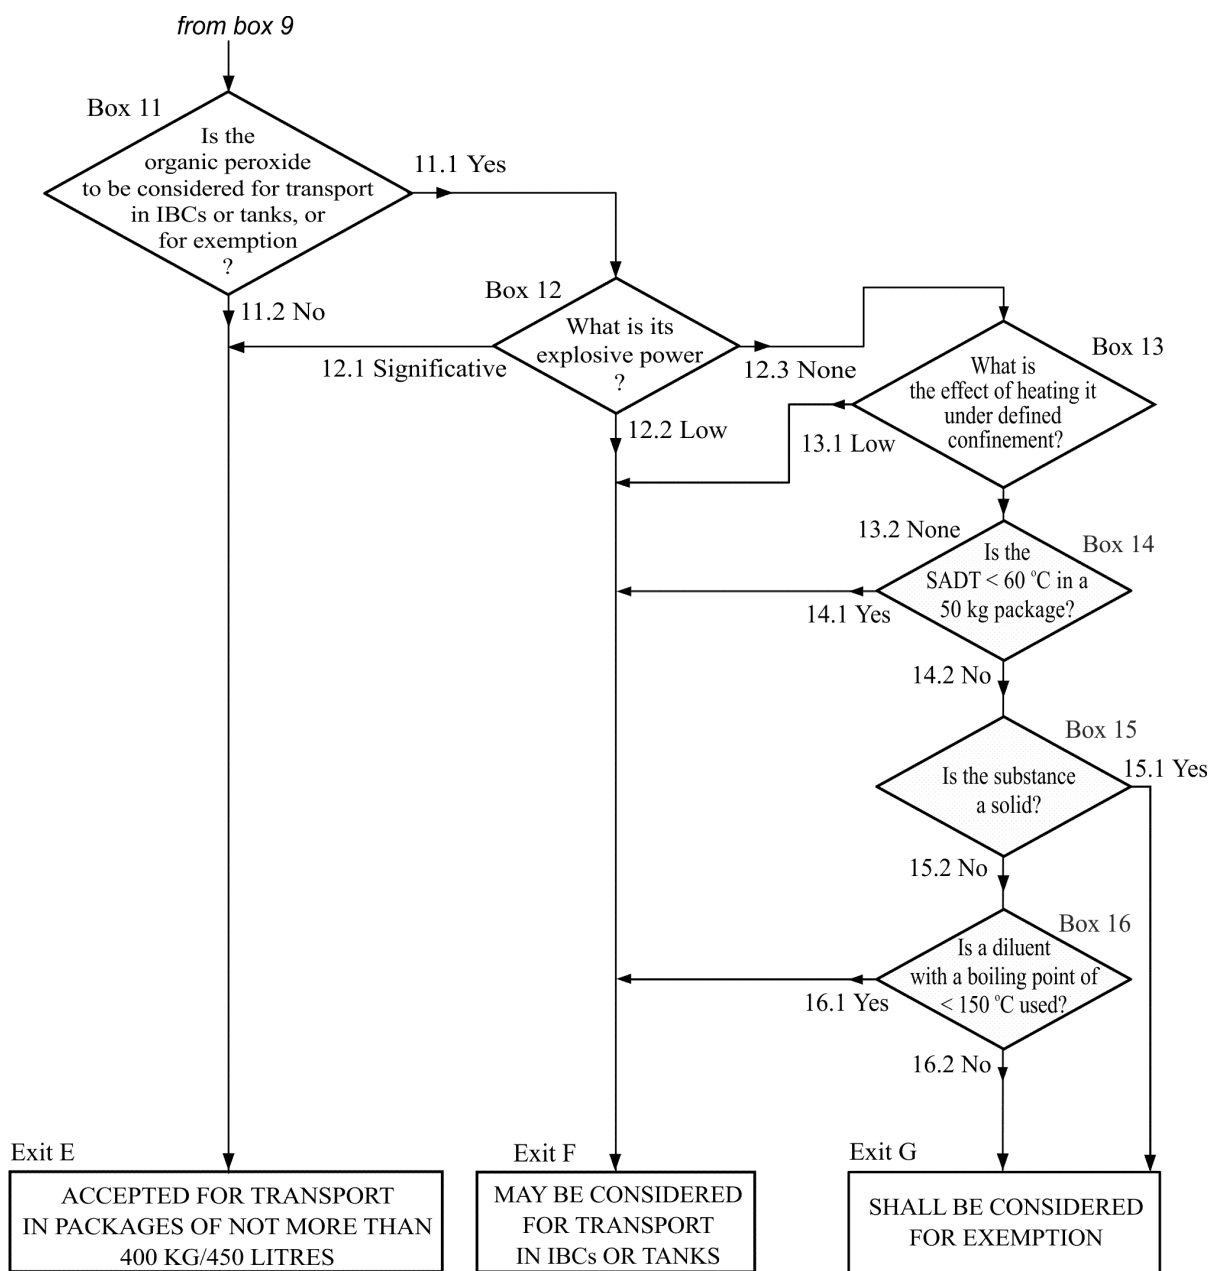 from box 9
Box 11
Is the
organic peroxide
to be considered for transport
in IBCs or tanks, or
for exemption
?
11.1 Yes
11.2 No
Box 12
What is its
explosive power
?
12.1 Significative
12.3 None
12.2 Low
Box 13
What is
the effect of heating it
under defined
confinement?
13.1 Low
13.2 None
Box 14
Is the
SADT < 60 °C in a
50 kg package?
14.1 Yes
14.2 No
Box 15
Is the substance
a solid?
15.1 Yes
15.2 No
Box 16
Is a diluent
with a boiling point of
< 150 °C used?
16.1 Yes
16.2 No
Exit E
ACCEPTED FOR TRANSPORT
IN PACKAGES OF NOT MORE THAN
400 KG/450 LITRES
Exit F
MAY BE CONSIDERED
FOR TRANSPORT
IN IBCs OR TANKS
Exit G
SHALL BE CONSIDERED
FOR EXEMPTION